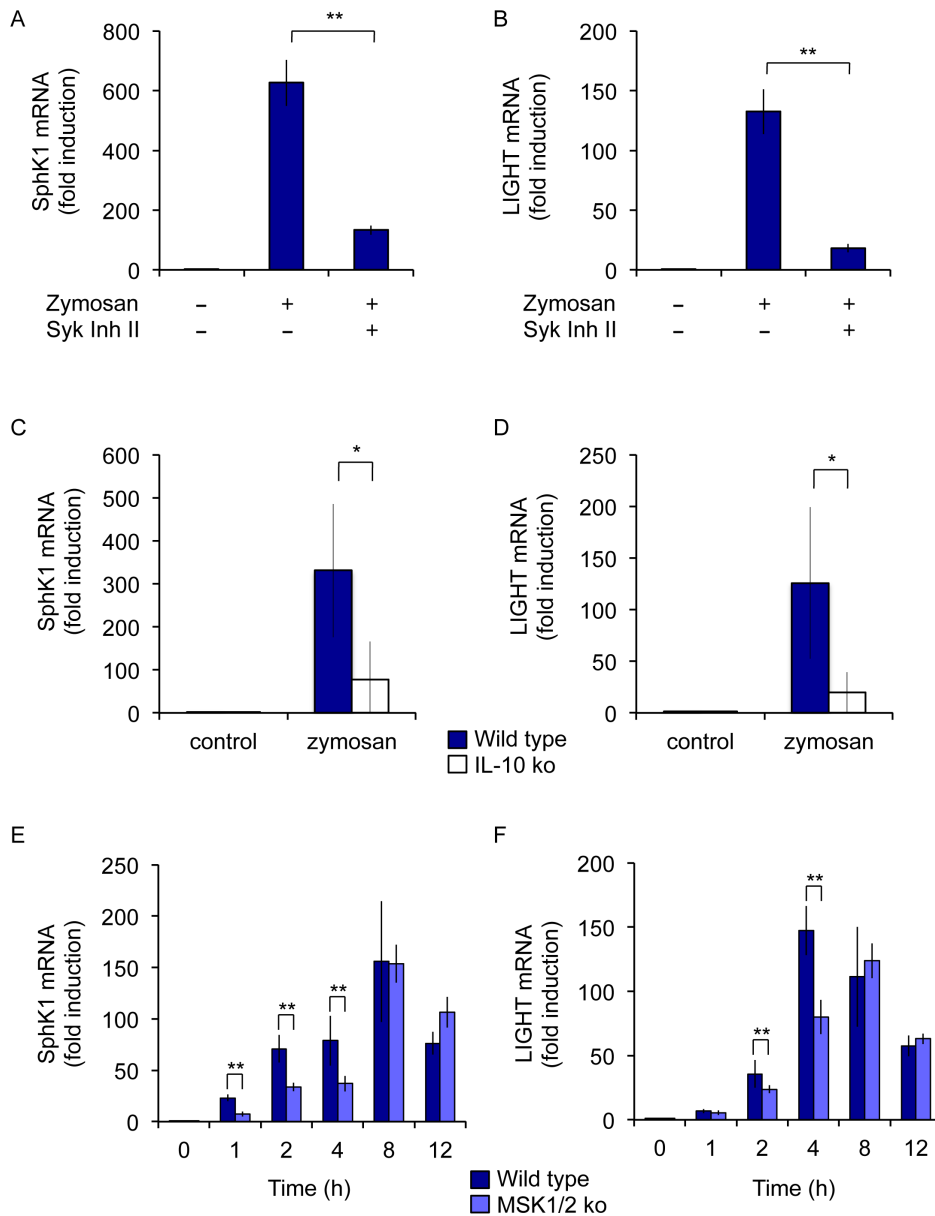 A
SphK1 mRNA
(fold induction)
800
600
400
200
0
**
Zymosan – + +
Syk Inh II – – +
B
LIGHT mRNA
(fold induction)
200
150
100
50
0
**
Zymosan – + +
Syk Inh II – – +
C
SphK1 mRNA
(fold induction)
600
500
400
300
200
100
0
*
control zymosan
D
LIGHT mRNA
(fold induction)
250
200
150
100
50
0
*
control zymosan
Wild type
IL-10 ko
E
SphK1 mRNA
(fold induction)
250
200
150
100
50
0
** ** **
0 1 2 4 8 12
Time (h)
F
LIGHT mRNA
(fold induction)
200
150
100
50
0
** **
0 1 2 4 8 12
Time (h)
Wild type
MSK1/2 ko